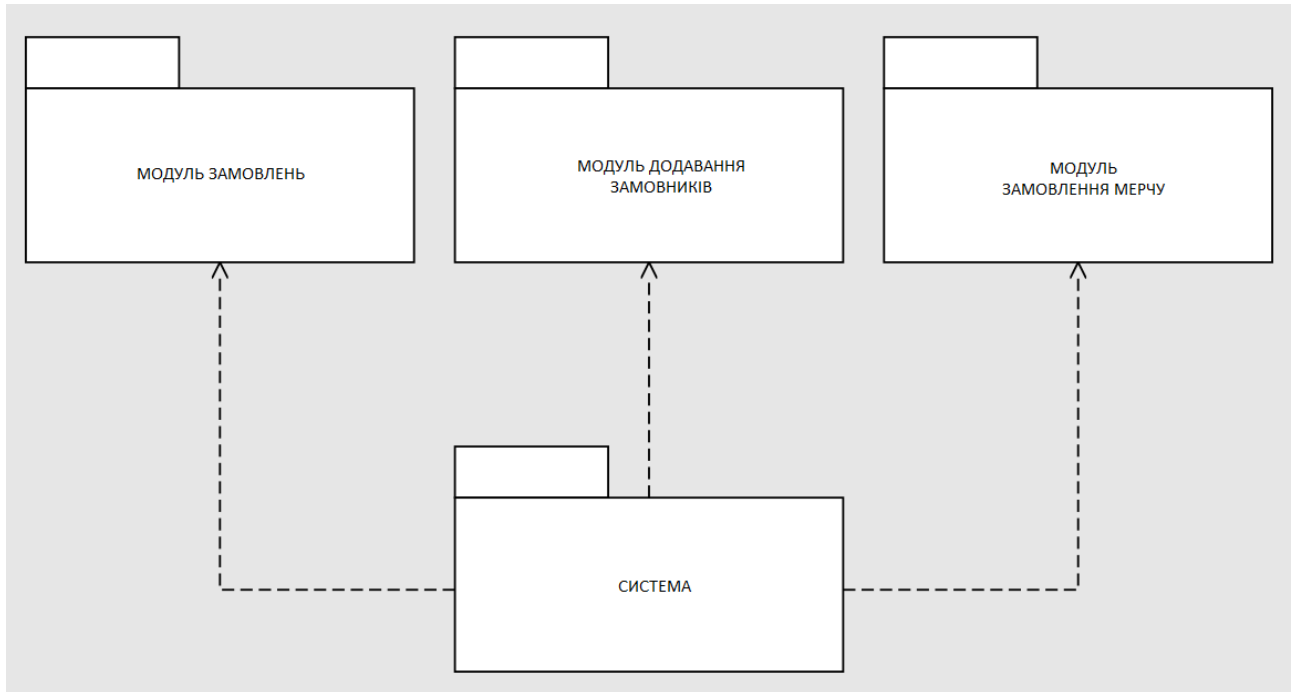 МОДУЛЬ ЗАМОВЛЕНЬ
МОДУЛЬ ДОДАВАННЯ
ЗАМОВНИКІВ
МОДУЛЬ
ЗАМОВЛЕННЯ МЕРЧУ
СИСТЕМА